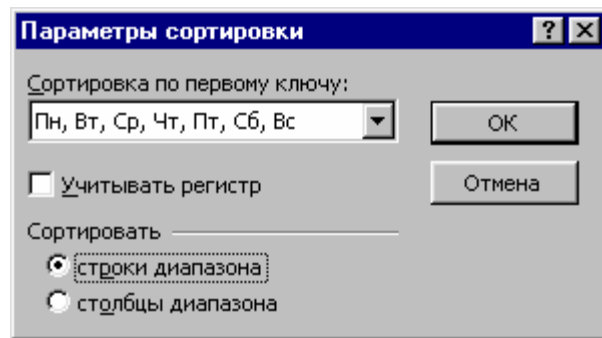 Параметры сортировки
Сортировка по первому ключу:
Пн, Вт, Ср, Чт, Пт, Сб, Вс
ОК
Учитывать регистр
Отмена
Сортировать
строки диапазона
столбцы диапазона